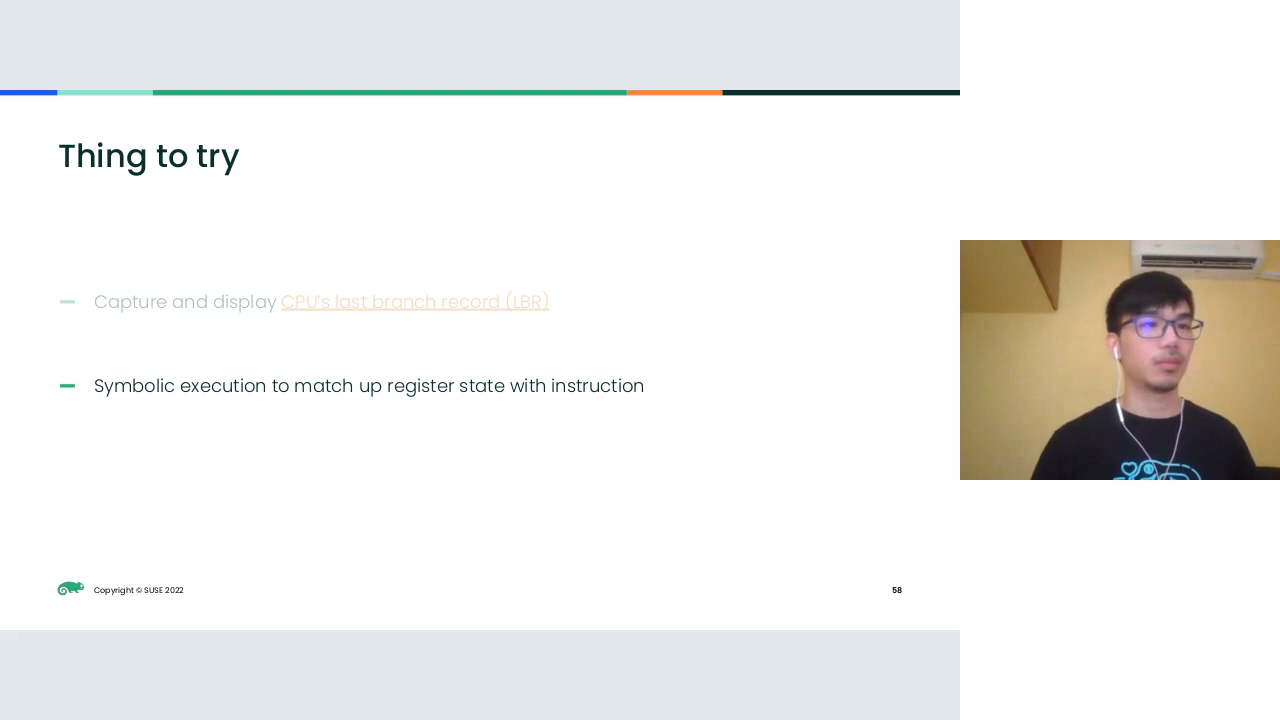 Thing to try
Capture and display CPU's last branch record (LBR)
Symbolic execution to match up register state with instruction
Copyright © SUSE 2022
58